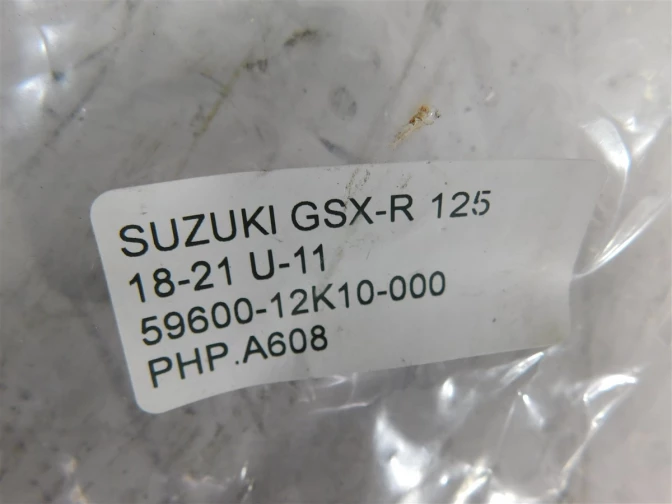 SUZUKI GSX-R 125
18-21 U-11
59600-12K10-000
PHP.A608